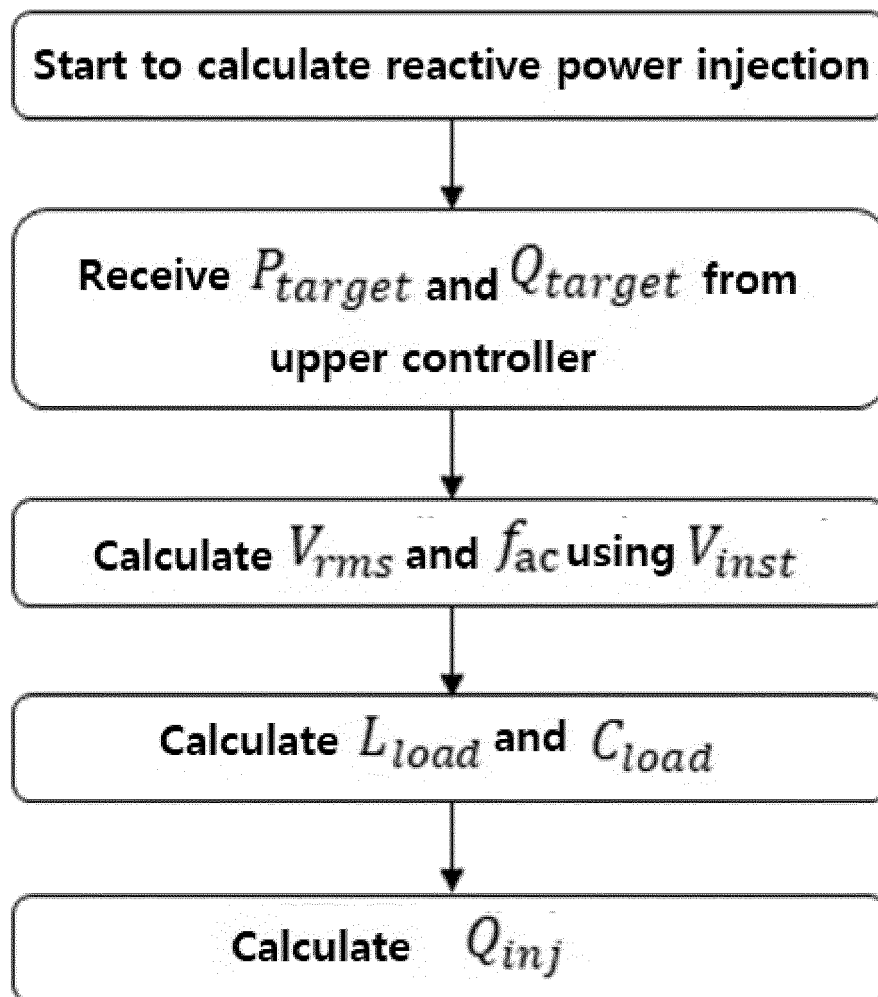 Start to calculate reactive power injection
Receive P_target and Q_target from
upper controller
Calculate V_rms and f_ac using V_inst
Calculate L_load and C_load
Calculate Q_inj